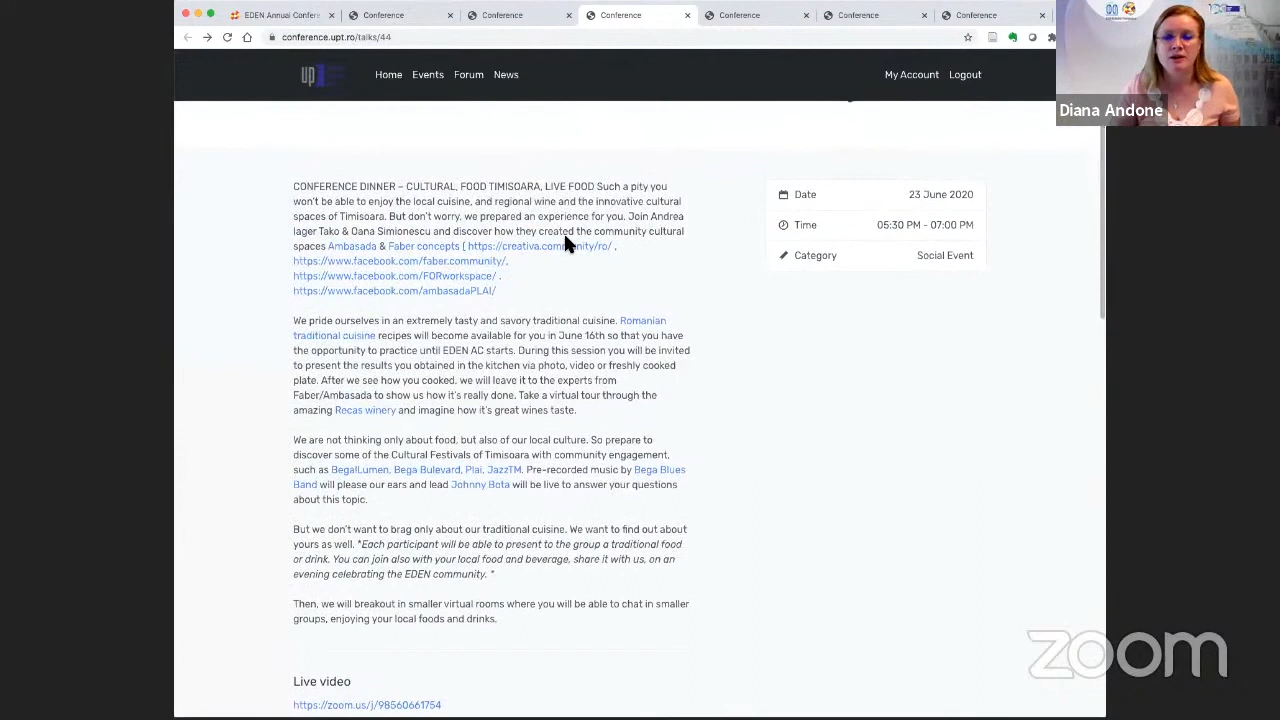 EDEN Annual Confere
Conference
Conference
Conference
Conference
Conference
Conference
conference.upt.ro/talks/44
Diana Andone
up
Home Events Forum News My Account Logout
CONFERENCE DINNER – CULTURAL, FOOD TIMISOARA, LIVE FOOD Such a pity you
won't be able to enjoy the local cuisine, and regional wine and the innovative cultural
spaces of Timisoara. But don't worry, we prepared an experience for you. Join Andrea
Iager Tako & Oana Simionescu and discover how they created the community cultural
spaces Ambasada & Faber concepts [ https://creativa.community/ro/ ,
https://www.facebook.com/faber.community/,
https://www.facebook.com/FORworkspace/ ,
https://www.facebook.com/ambasadaPLAI/
Date 23 June 2020
Time 05:30 PM - 07:00 PM
Category Social Event
We pride ourselves in an extremely tasty and savory traditional cuisine. Romanian
traditional cuisine recipes will become available for you in June 16th so that you have
the opportunity to practice until EDEN AC starts. During this session you will be invited
to present the results you obtained in the kitchen via photo, video or freshly cooked
plate. After we see how you cooked, we will leave it to the experts from
Faber/Ambasada to show us how it's really done. Take a virtual tour through the
amazing Recas winery and imagine how it's great wines taste.
We are not thinking only about food, but also of our local culture. So prepare to
discover some of the Cultural Festivals of Timisoara with community engagement,
such as Bega!Lumen, Bega Bulevard, Plai, JazzTM. Pre-recorded music by Bega Blues
Band will please our ears and lead Johnny Bota will be live to answer your questions
about this topic.
But we don't want to brag only about our traditional cuisine. We want to find out about
yours as well. *Each participant will be able to present to the group a traditional food
or drink. You can join also with your local food and beverage, share it with us, on an
evening celebrating the EDEN community. *
Then, we will breakout in smaller virtual rooms where you will be able to chat in smaller
groups, enjoying your local foods and drinks.
Live video
https://zoom.us/j/98560661754
zoom